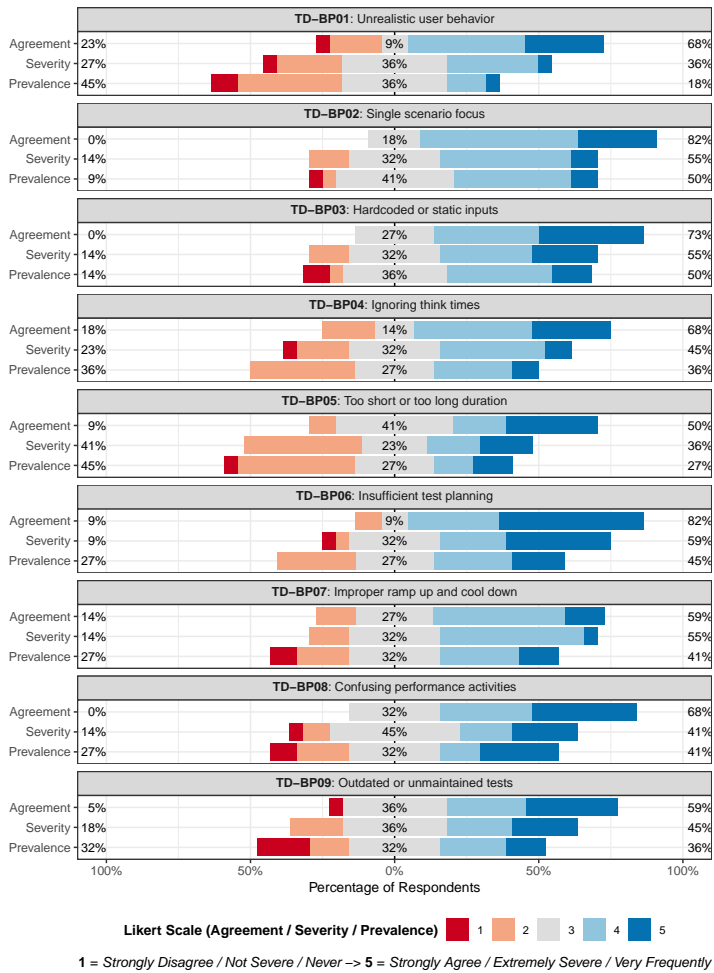 TD−BP01: Unrealistic user behavior
Agreement 23% 9% 68%
Severity 27% 36% 36%
Prevalence 45% 36% 18%
TD−BP02: Single scenario focus
Agreement 0% 18% 82%
Severity 14% 32% 55%
Prevalence 9% 41% 50%
TD−BP03: Hardcoded or static inputs
Agreement 0% 27% 73%
Severity 14% 32% 55%
Prevalence 14% 36% 50%
TD−BP04: Ignoring think times
Agreement 18% 14% 68%
Severity 23% 32% 45%
Prevalence 36% 27% 36%
TD−BP05: Too short or too long duration
Agreement 9% 41% 50%
Severity 41% 23% 36%
Prevalence 45% 27% 27%
TD−BP06: Insufficient test planning
Agreement 9% 9% 82%
Severity 9% 32% 59%
Prevalence 27% 27% 45%
TD−BP07: Improper ramp up and cool down
Agreement 14% 27% 59%
Severity 14% 32% 55%
Prevalence 27% 32% 41%
TD−BP08: Confusing performance activities
Agreement 0% 32% 68%
Severity 14% 45% 41%
Prevalence 27% 32% 41%
TD−BP09: Outdated or unmaintained tests
Agreement 5% 36% 59%
Severity 18% 36% 45%
Prevalence 32% 32% 36%
100% 50% 0% 50% 100%
Percentage of Respondents
Likert Scale (Agreement / Severity / Prevalence) 1 2 3 4 5
1 = Strongly Disagree / Not Severe / Never −> 5 = Strongly Agree / Extremely Severe / Very Frequently